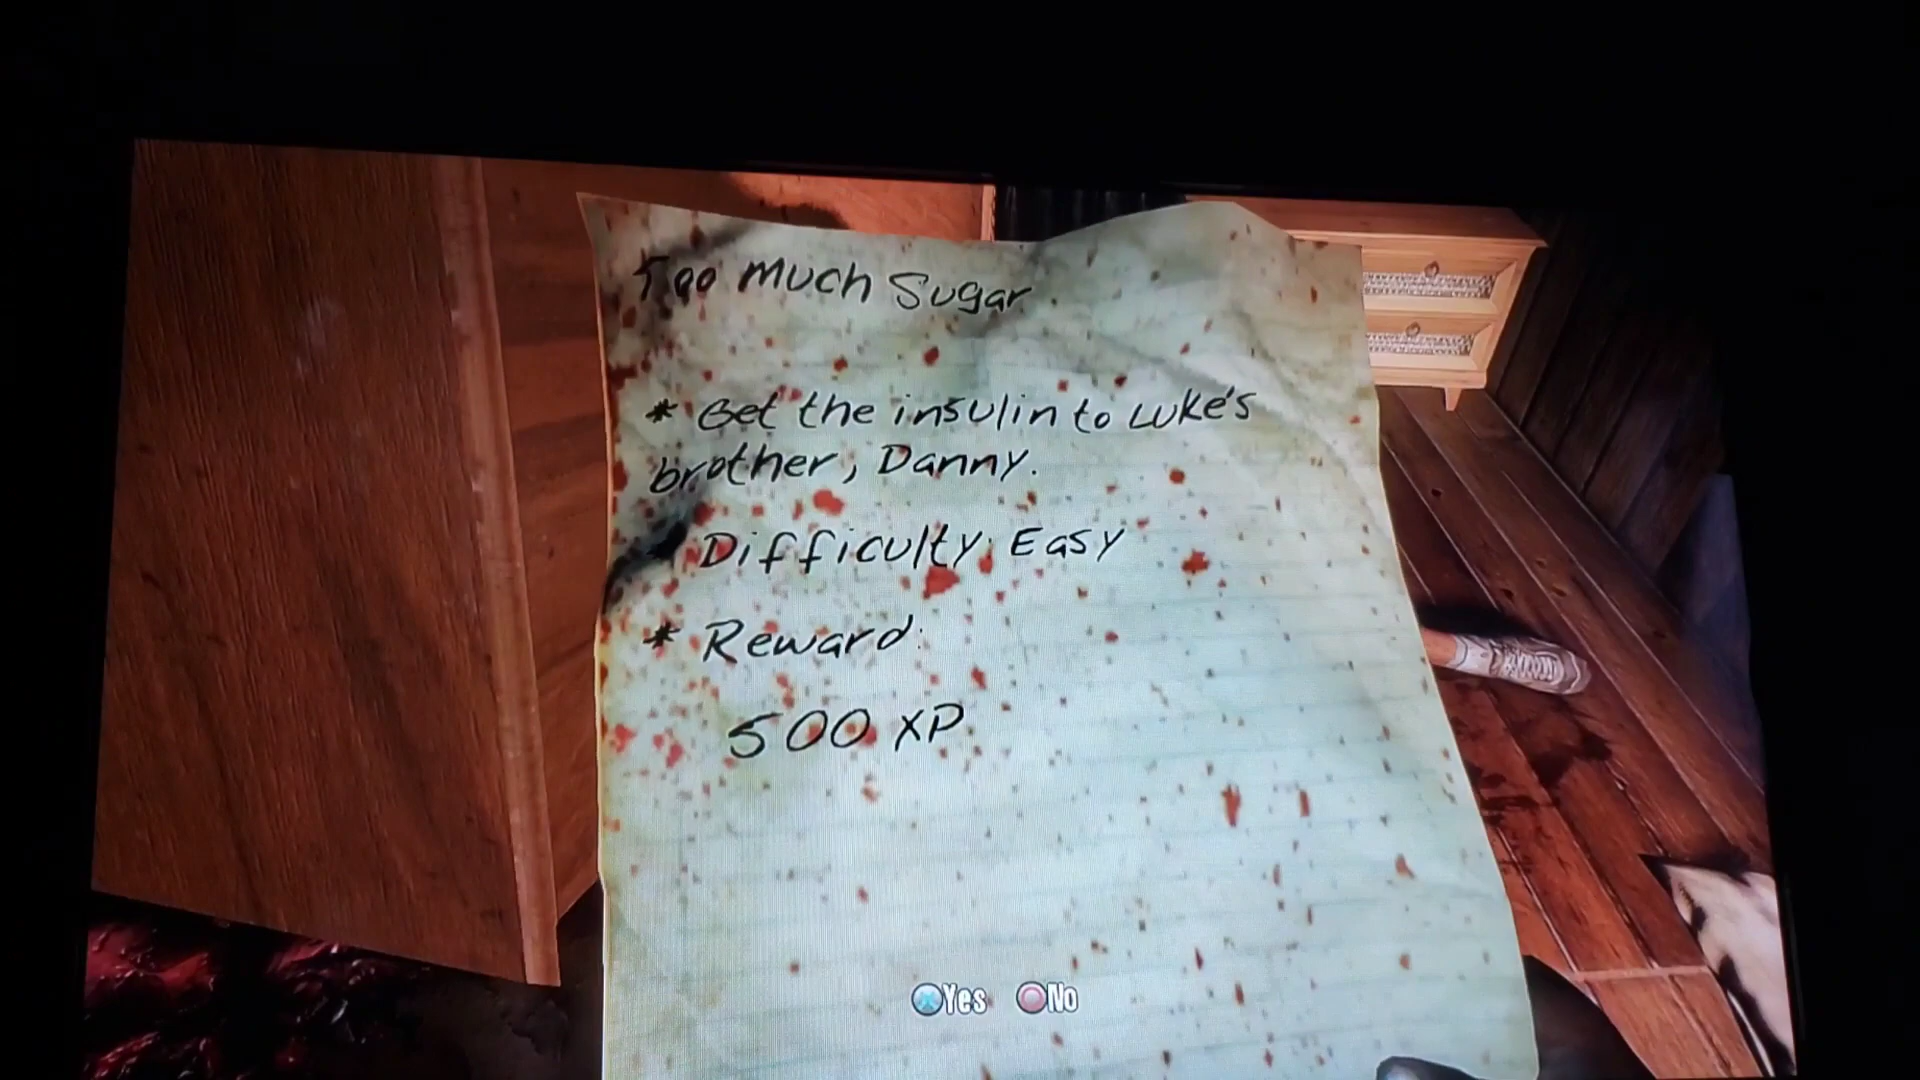 Too Much Sugar
* Get the insulin to Luke's
brother, Danny.
Difficulty: Easy
* Reward:
500 XP
Yes No